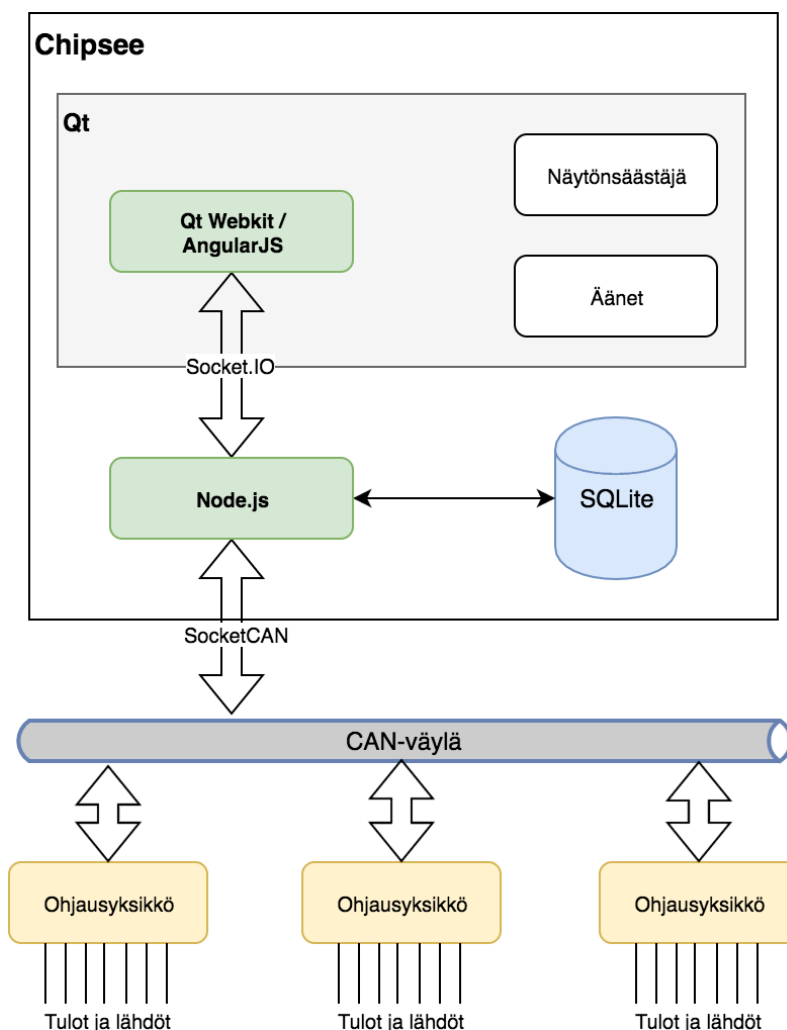 Chipsee
Qt
Näytönsäästäjä
Qt Webkit /
AngularJS
Äänet
Socket.IO
Node.js
SQLite
SocketCAN
CAN-väylä
Ohjausyksikkö
Ohjausyksikkö
Ohjausyksikkö
Tulot ja lähdöt
Tulot ja lähdöt
Tulot ja lähdöt